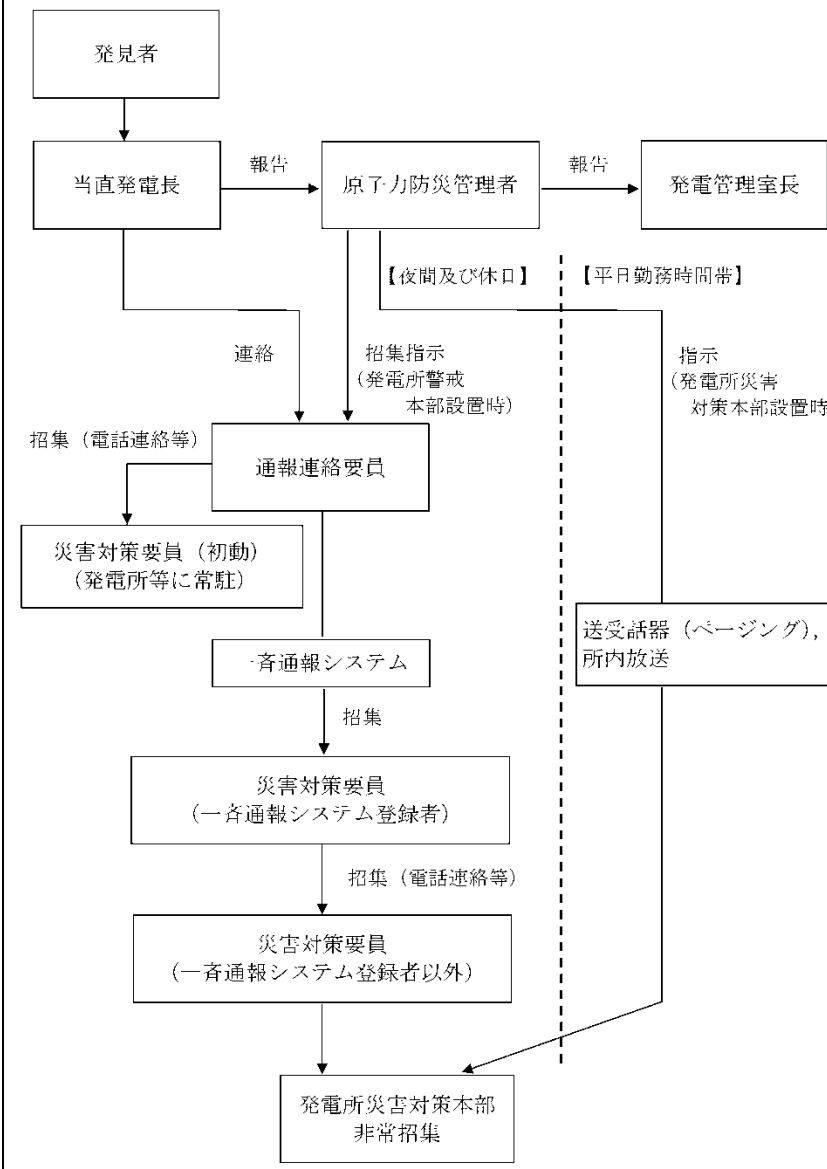 発見者
当直発電長
報告
原子力防災管理者
報告
発電管理室長
【夜間及び休日】
【平日勤務時間帯】
連絡
招集指示
（発電所警戒
本部設置時）
指示
（発電所災害
対策本部設置時
招集（電話連絡等）
通報連絡要員
災害対策要員（初動）
（発電所等に常駐）
送受話器（ページング），
所内放送
一斉通報システム
招集
災害対策要員
（一斉通報システム登録者）
招集（電話連絡等）
災害対策要員
（一斉通報システム登録者以外）
発電所災害対策本部
非常招集